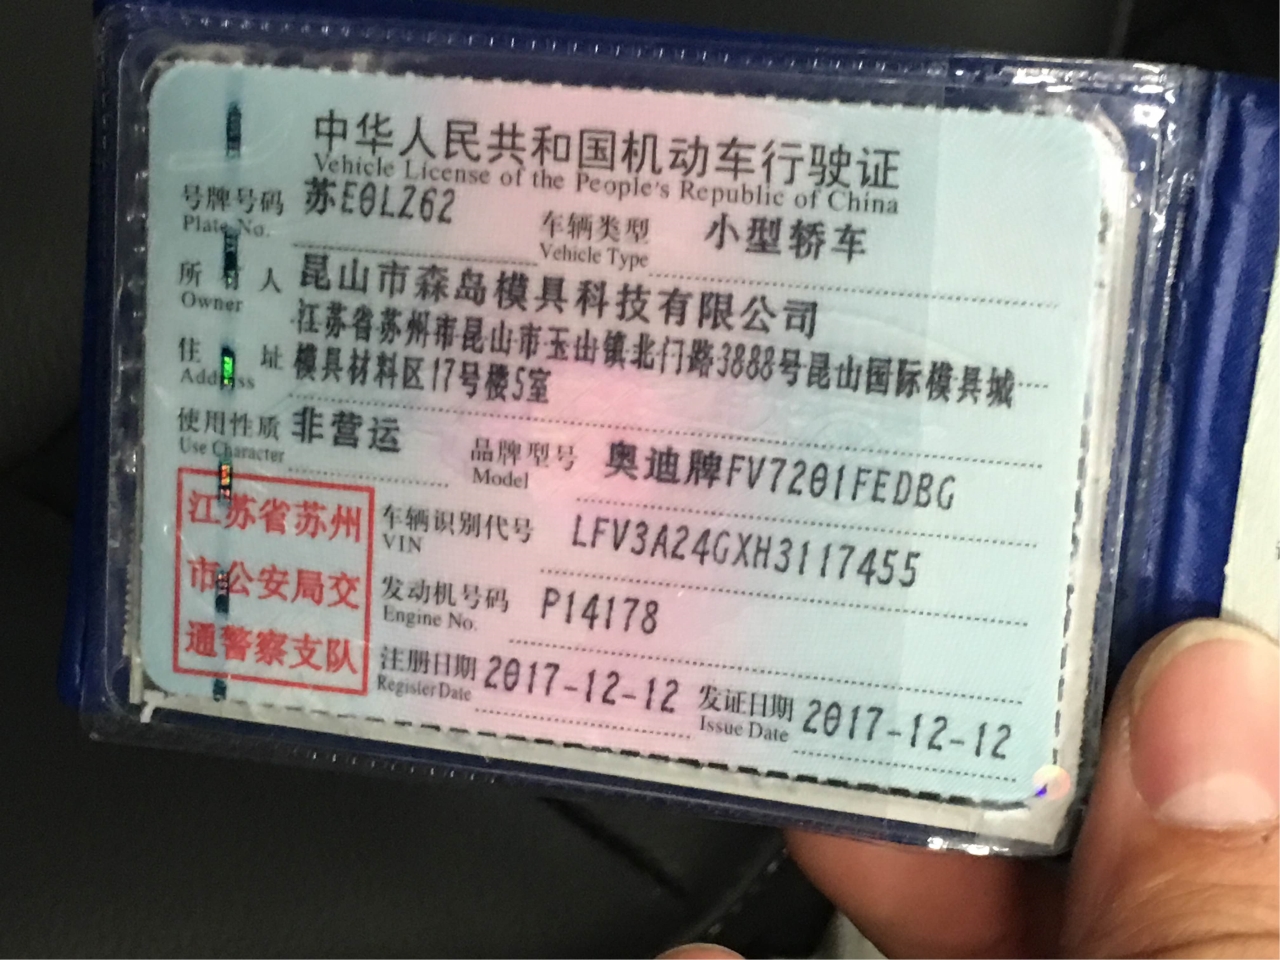 中华人民共和国机动车行驶证
Vehicle License of the People's Republic of China
号牌号码 苏E0LZ62 车辆类型 小型轿车
Plate No. Vehicle Type
所有人 昆山市森岛模具科技有限公司
Owner
住址 江苏省苏州市昆山市玉山镇北门路3888号昆山国际模具城
Address 模具材料区17号楼5室
使用性质 非营运 品牌型号 奥迪牌FV7201FEDBG
Use Character Model
江苏省苏州
市公安局交
通警察支队
车辆识别代号 LFV3A24GXH3117455
VIN
发动机号码 P14178
Engine No.
注册日期 2017-12-12 发证日期 2017-12-12
Register Date Issue Date